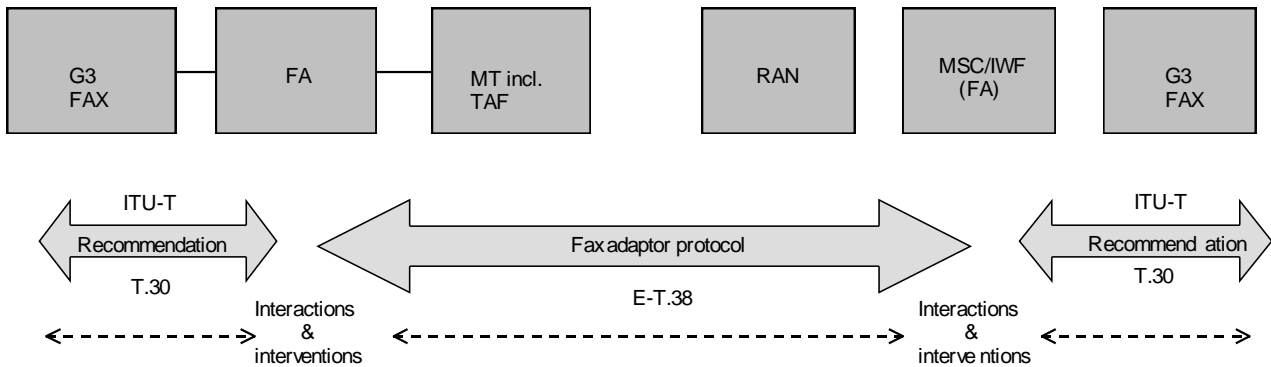 G3
FAX
FA
MT incl.
TAF
RAN
MSC/IWF
(FA)
G3
FAX
ITU-T
Recommendation
T.30
Fax adaptor protocol
E-T.38
ITU-T
Recommend ation
T.30
Interactions
&
interventions
Interactions
&
interve ntions